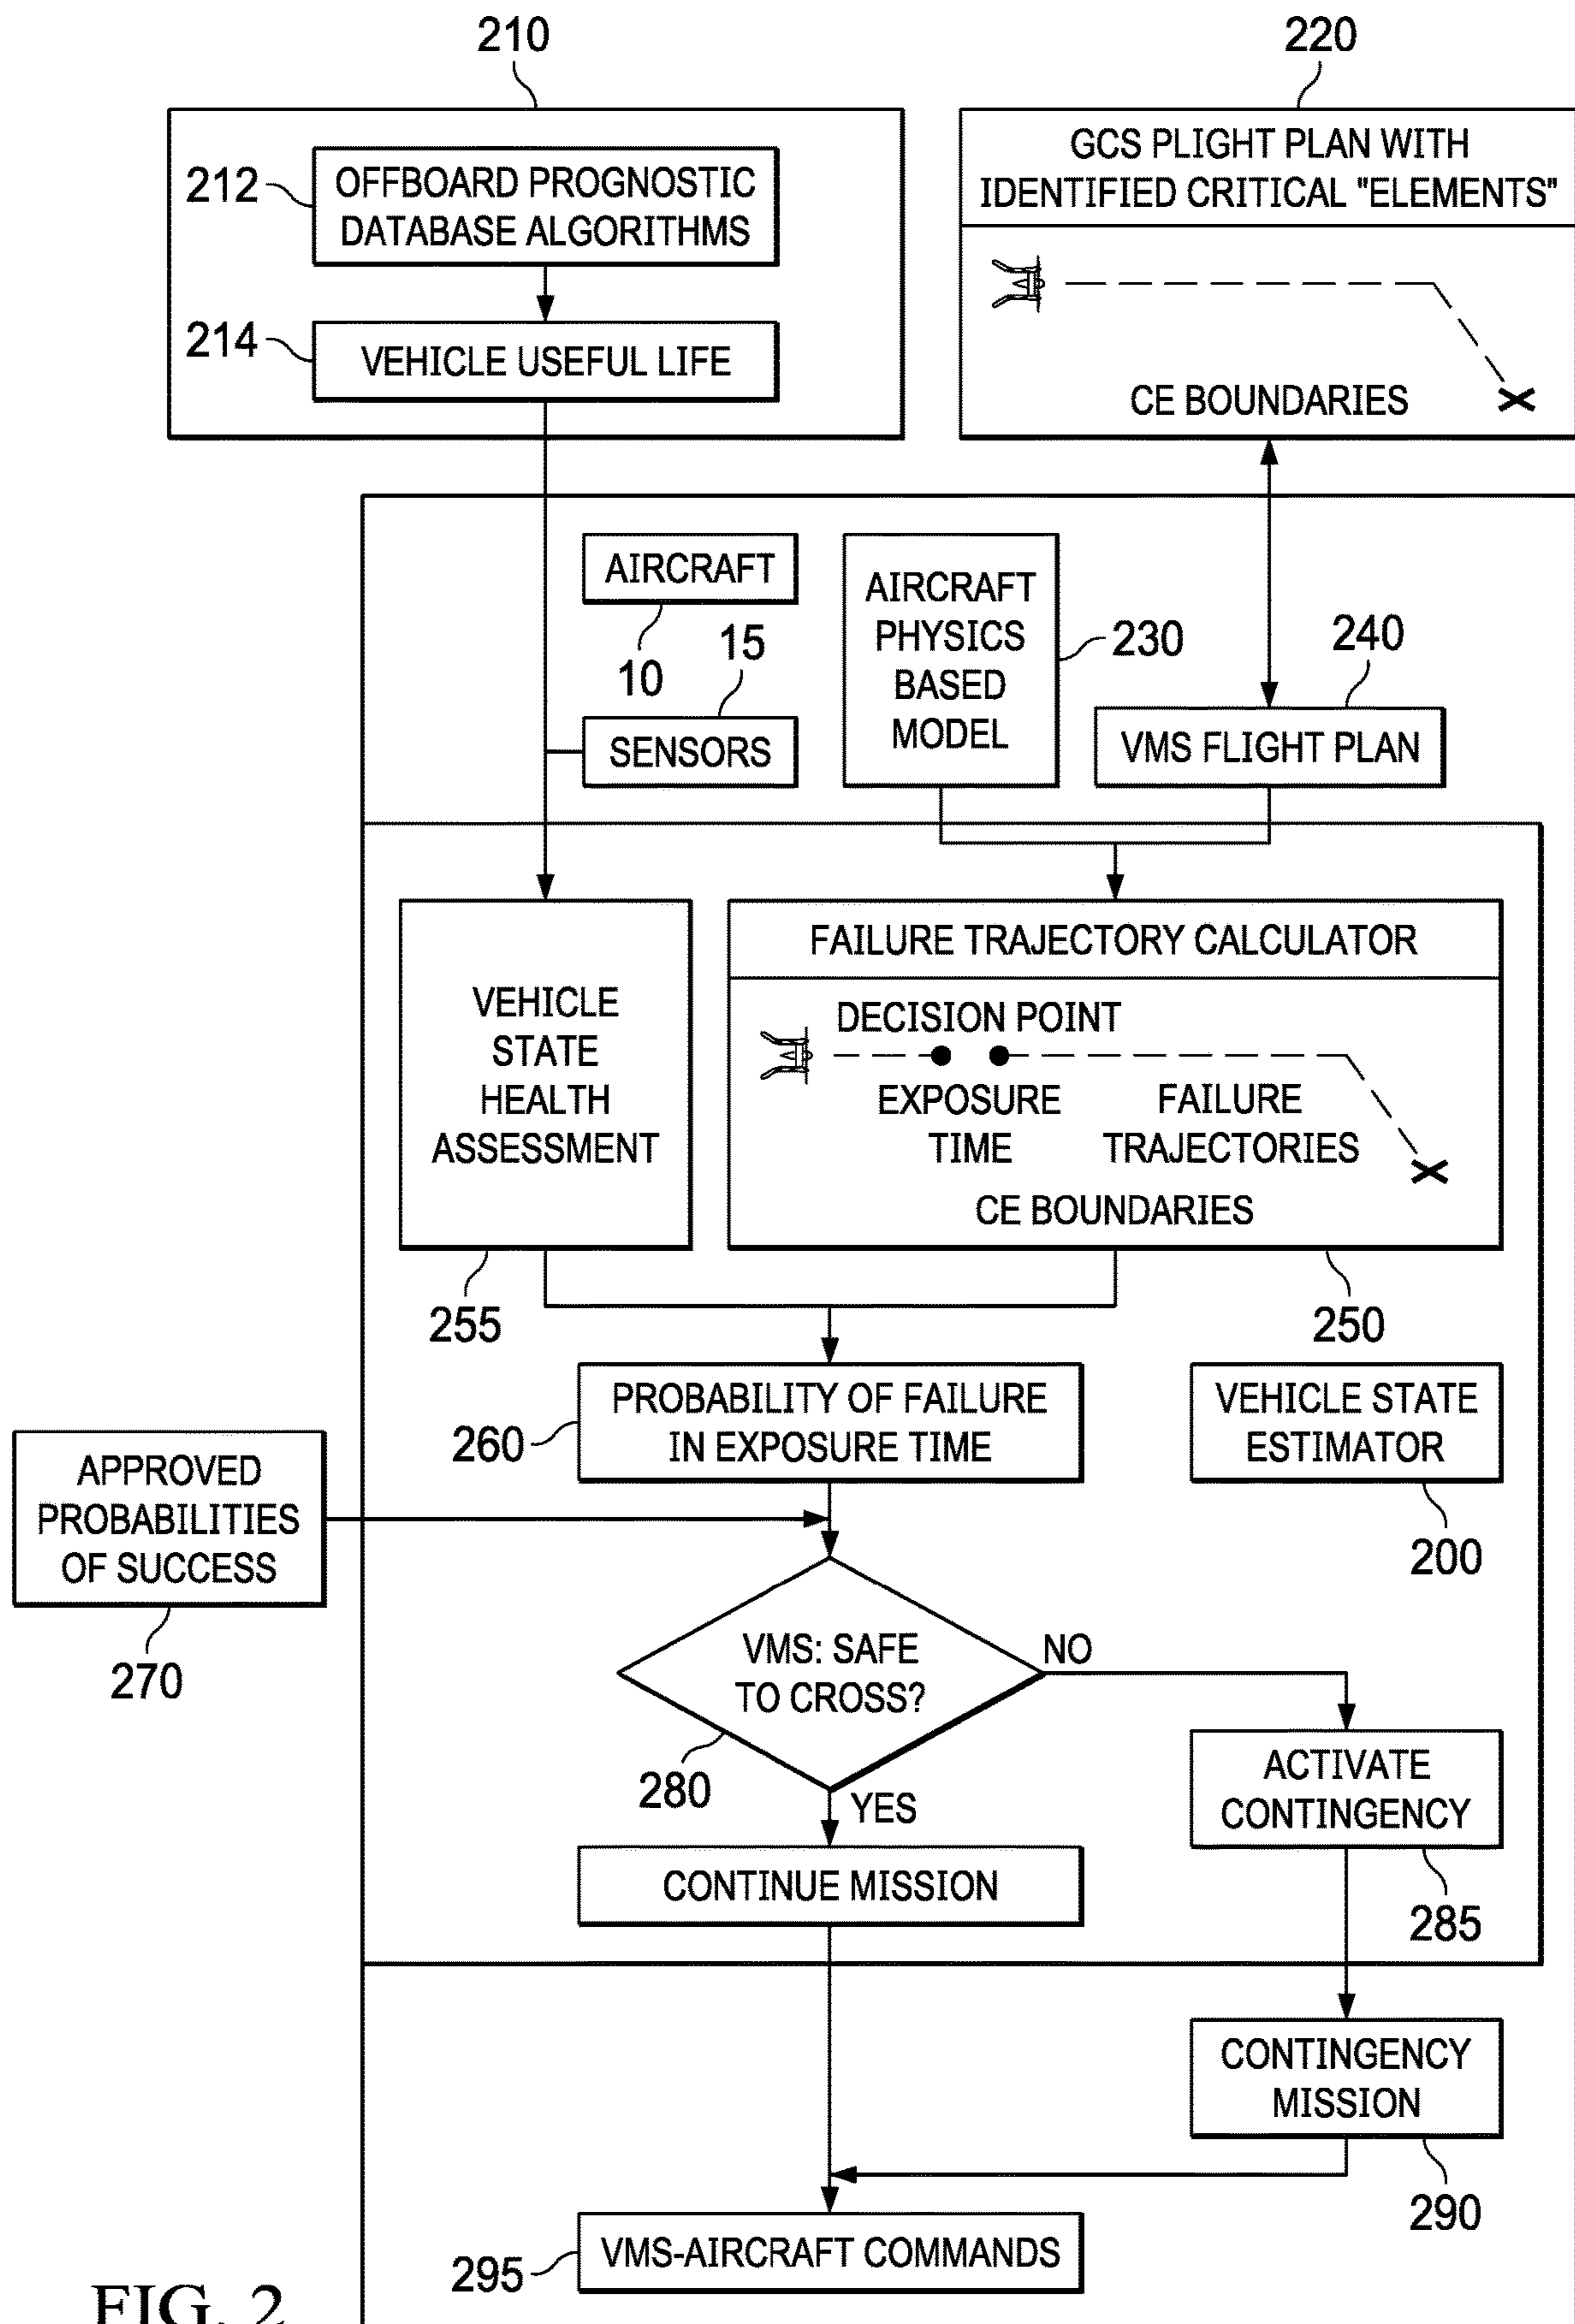 210
220
212
OFFBOARD PROGNOSTIC
DATABASE ALGORITHMS
214
VEHICLE USEFUL LIFE
GCS PLIGHT PLAN WITH
IDENTIFIED CRITICAL "ELEMENTS"
CE BOUNDARIES
AIRCRAFT
10
15
SENSORS
AIRCRAFT
PHYSICS
BASED
MODEL
230
240
VMS FLIGHT PLAN
VEHICLE
STATE
HEALTH
ASSESSMENT
255
FAILURE TRAJECTORY CALCULATOR
DECISION POINT
EXPOSURE
TIME
FAILURE
TRAJECTORIES
CE BOUNDARIES
250
260
PROBABILITY OF FAILURE
IN EXPOSURE TIME
VEHICLE STATE
ESTIMATOR
200
APPROVED
PROBABILITIES
OF SUCCESS
270
VMS: SAFE
TO CROSS?
NO
280
YES
ACTIVATE
CONTINGENCY
285
CONTINUE MISSION
CONTINGENCY
MISSION
290
295
VMS-AIRCRAFT COMMANDS
FIG. 2